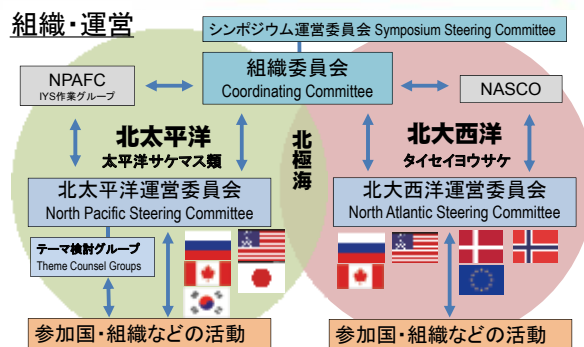 組織・運営
シンポジウム運営委員会 Symposium Steering Committee
組織委員会
Coordinating Committee
NPAFC
IYS作業グループ
NASCO
北太平洋
太平洋サケマス類
北極海
北大西洋
タイセイヨウサケ
北太平洋運営委員会
North Pacific Steering Committee
北大西洋運営委員会
North Atlantic Steering Committee
テーマ検討グループ
Theme Counsel Groups
参加国・組織などの活動
参加国・組織などの活動